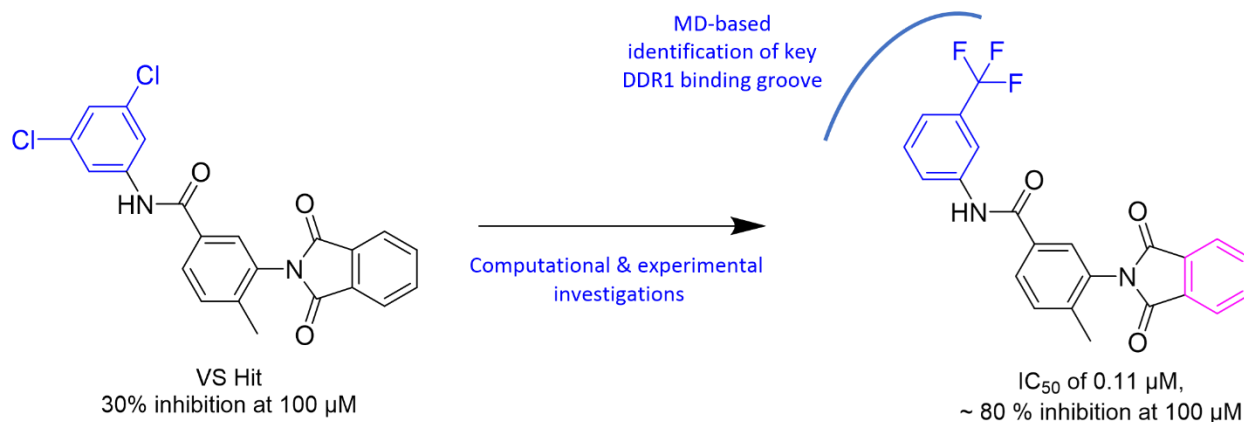 MD-based
identification of key
DDR1 binding groove
F
F
F
Cl
Cl
O
HN
O
N
O
O
HN
O
N
O
Computational & experimental
investigations
VS Hit
30% inhibition at 100 µM
IC50 of 0.11 µM,
~ 80 % inhibition at 100 µM